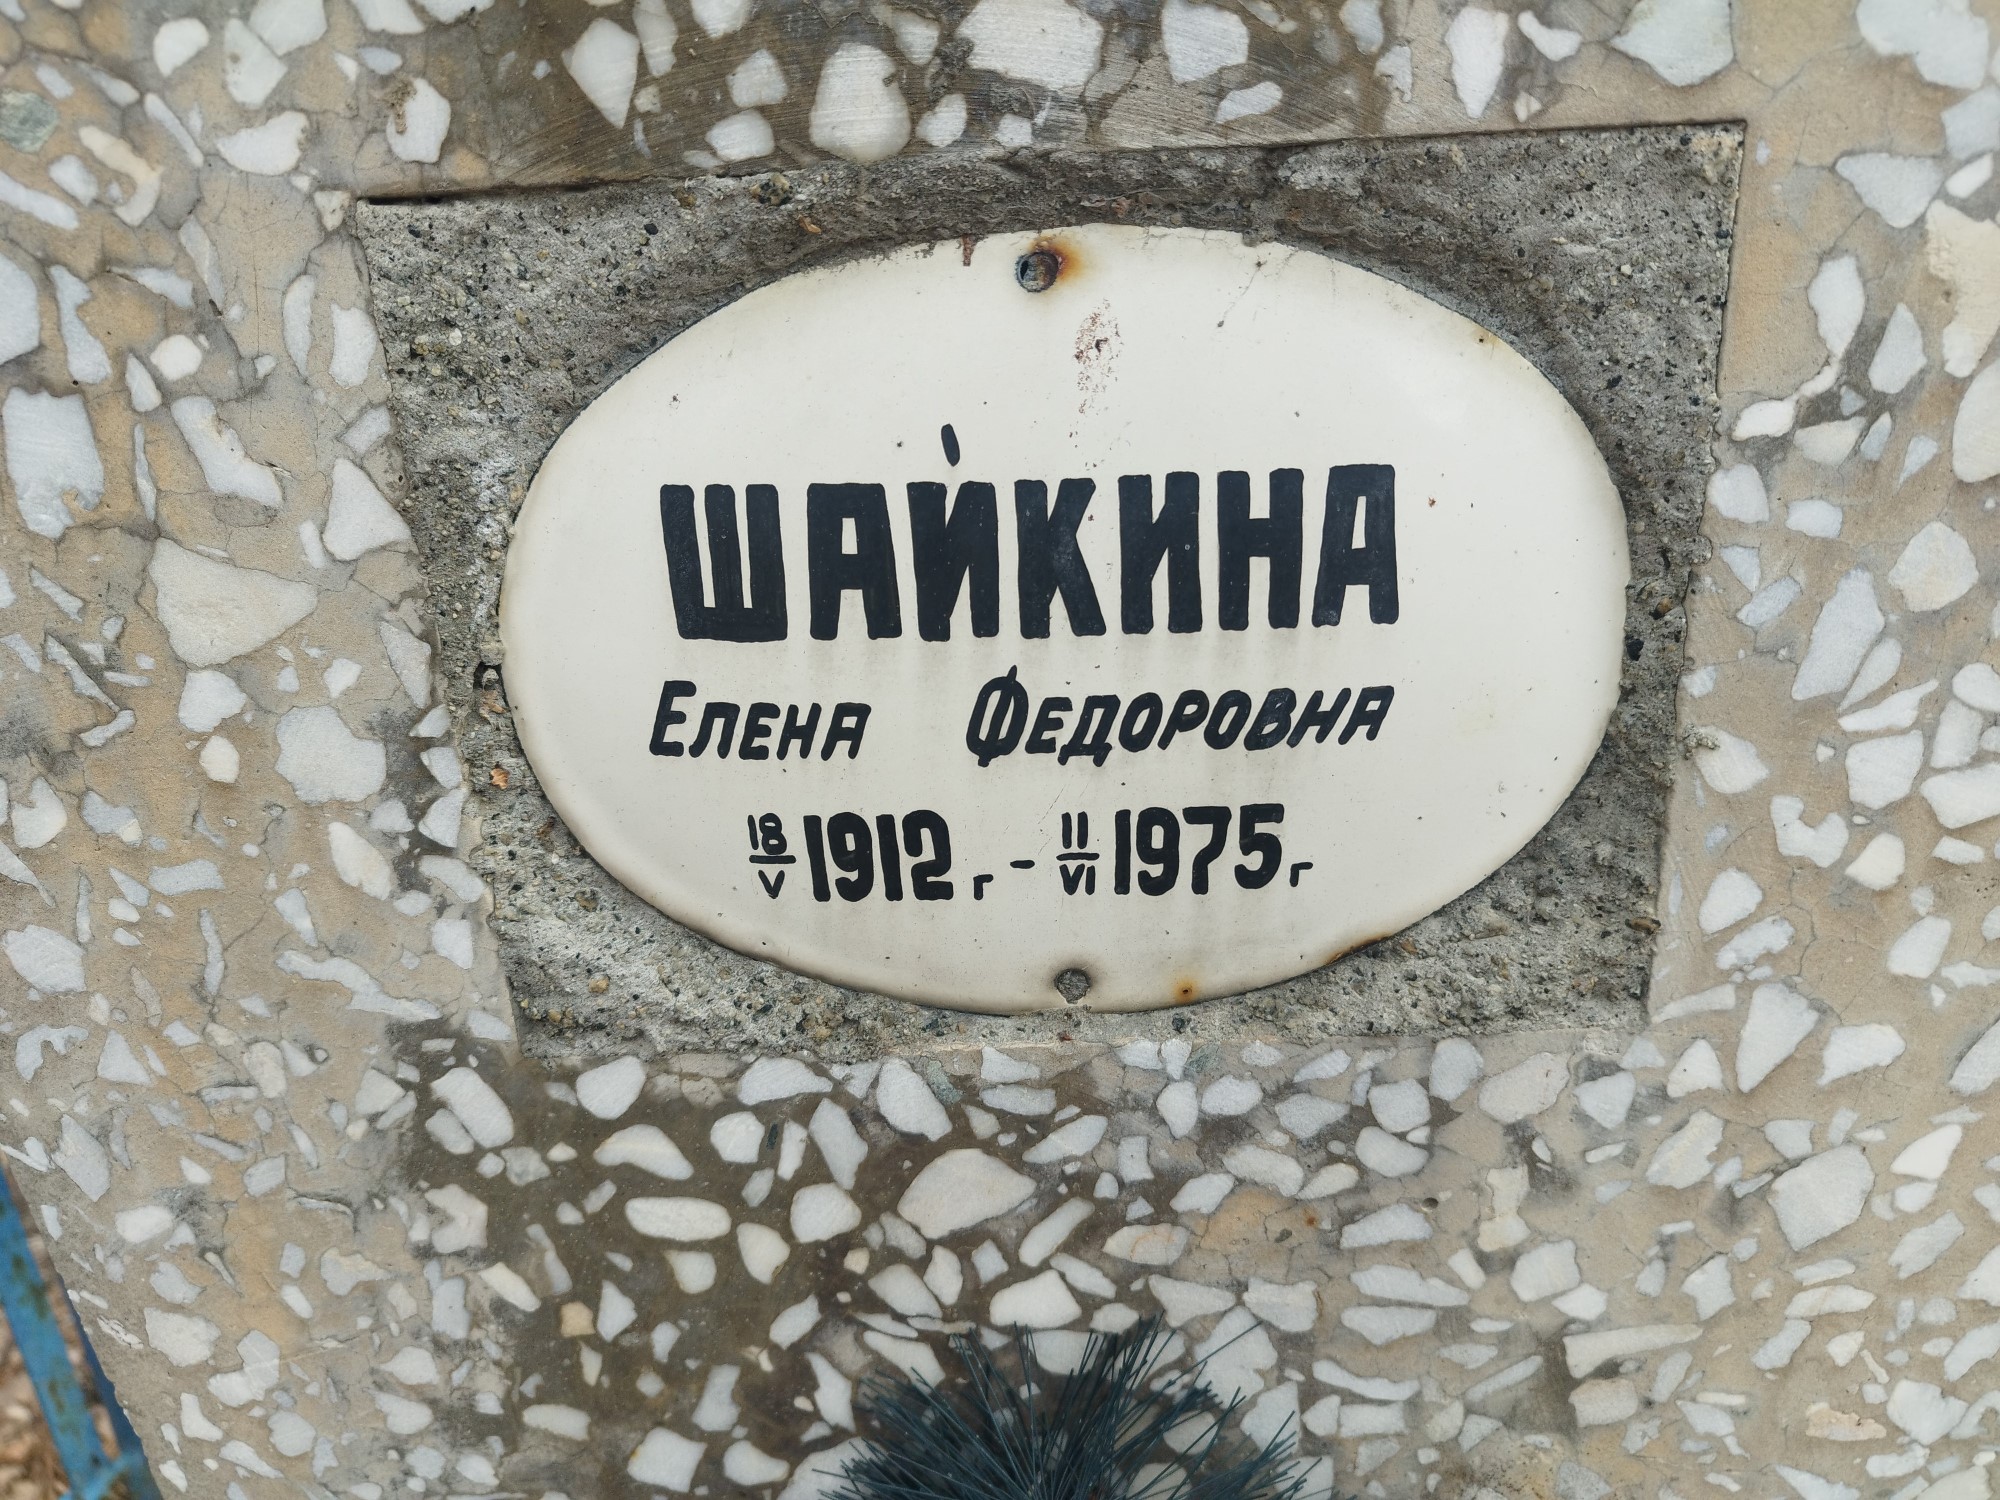 ШАЙКИНА
Елена Федоровна
18/V 1912 г - 11/VI 1975 г